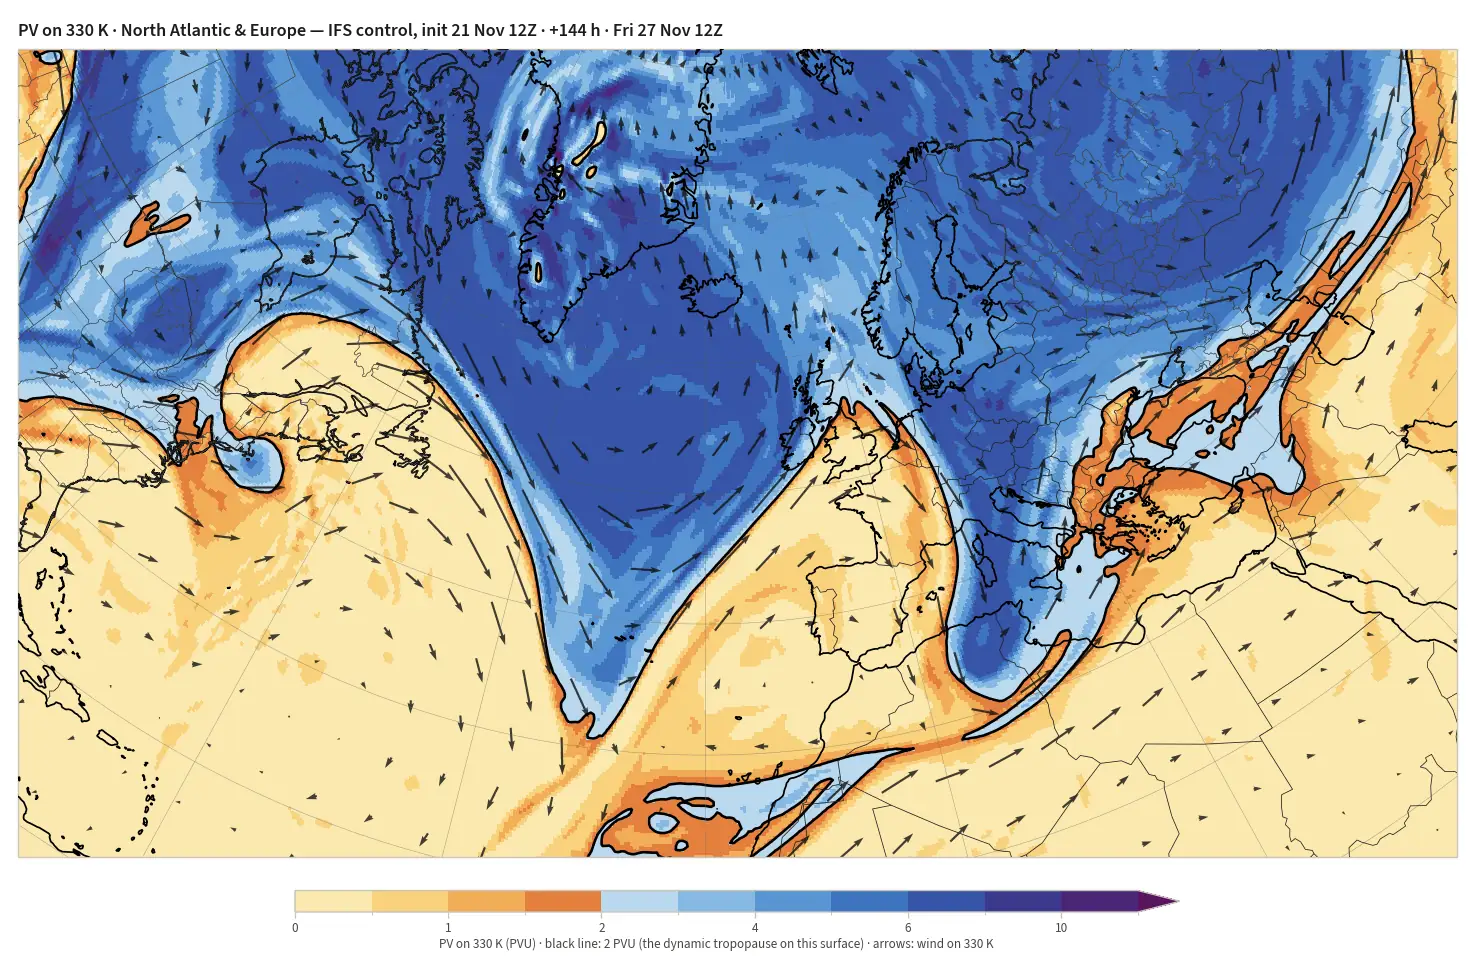 PV on 330 K · North Atlantic & Europe — IFS control, init 21 Nov 12Z · +144 h · Fri 27 Nov 12Z
0 1 2 4 6 10
PV on 330 K (PVU) · black line: 2 PVU (the dynamic tropopause on this surface) · arrows: wind on 330 K